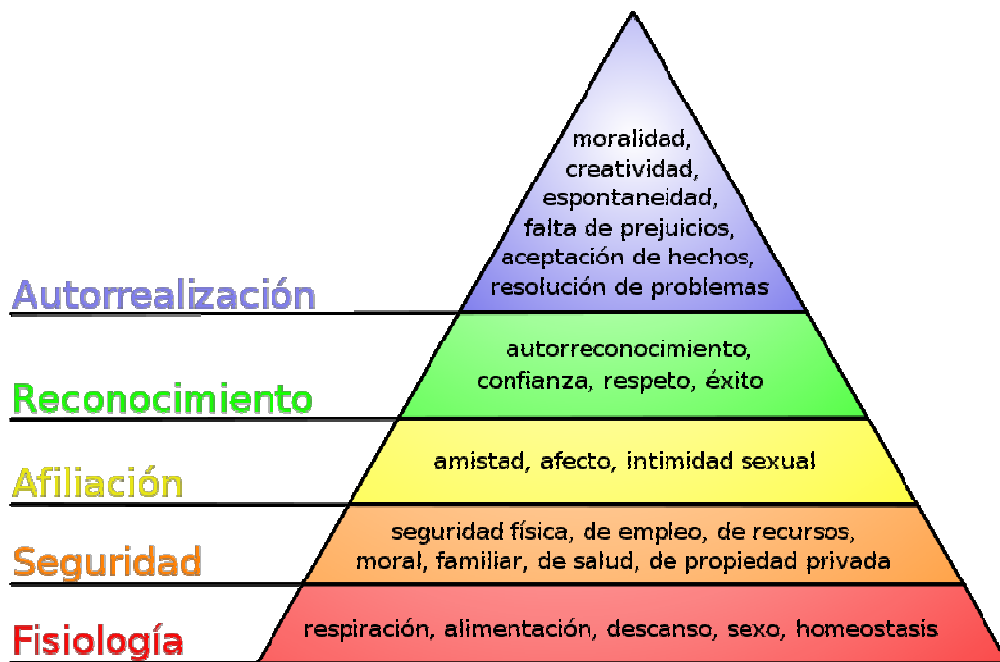 moralidad,
creatividad,
espontaneidad,
falta de prejuicios,
aceptación de hechos,
resolución de problemas
Autorrealización
autorreconocimiento,
confianza, respeto, éxito
Reconocimiento
amistad, afecto, intimidad sexual
Afiliación
seguridad física, de empleo, de recursos,
moral, familiar, de salud, de propiedad privada
Seguridad
respiración, alimentación, descanso, sexo, homeostasis
Fisiología